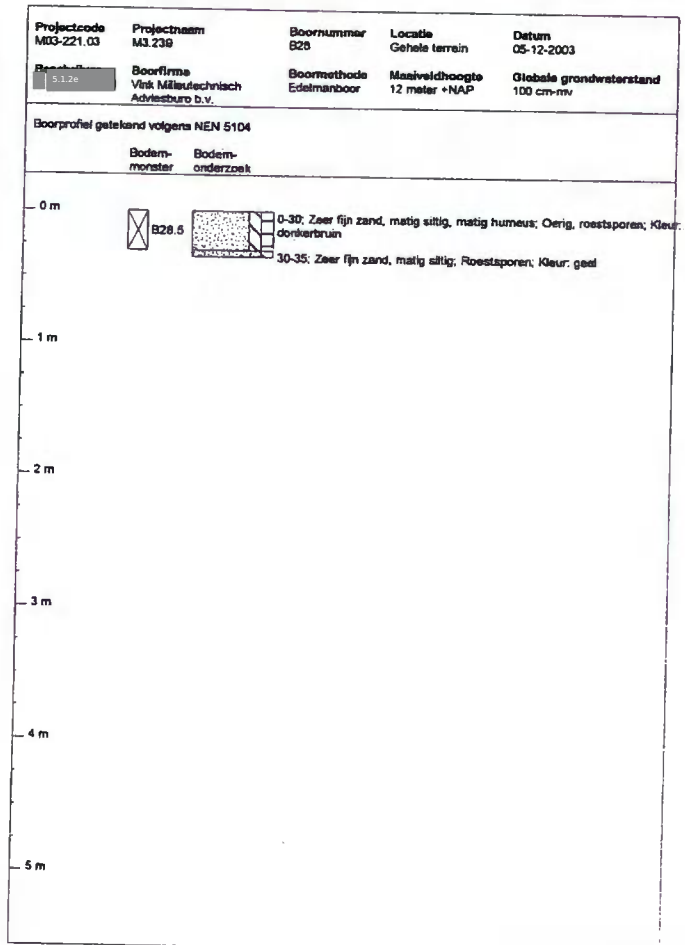 Projectcode Projectnaam Boornummer Locatie Datum
M03-221.03 M3.239 B28 Gehele terrein 05-12-2003
Boorfirma Boormethode Maaiveldhoogte Globale grondwaterstand
5.1.2e Vink Milieutechnisch Edelmanboor 12 meter +NAP 100 cm-mv
Adviesburo b.v.
Boorprofiel getekend volgens NEN 5104
Bodem- Bodem-
monster onderzoek
0 m
B28.5 0-30; Zeer fijn zand, matig siltig, matig humeus; Oerig, roestsporen; Kleur:
donkerbruin
30-35; Zeer fijn zand, matig siltig; Roestsporen; Kleur: geel
1 m
2 m
3 m
4 m
5 m